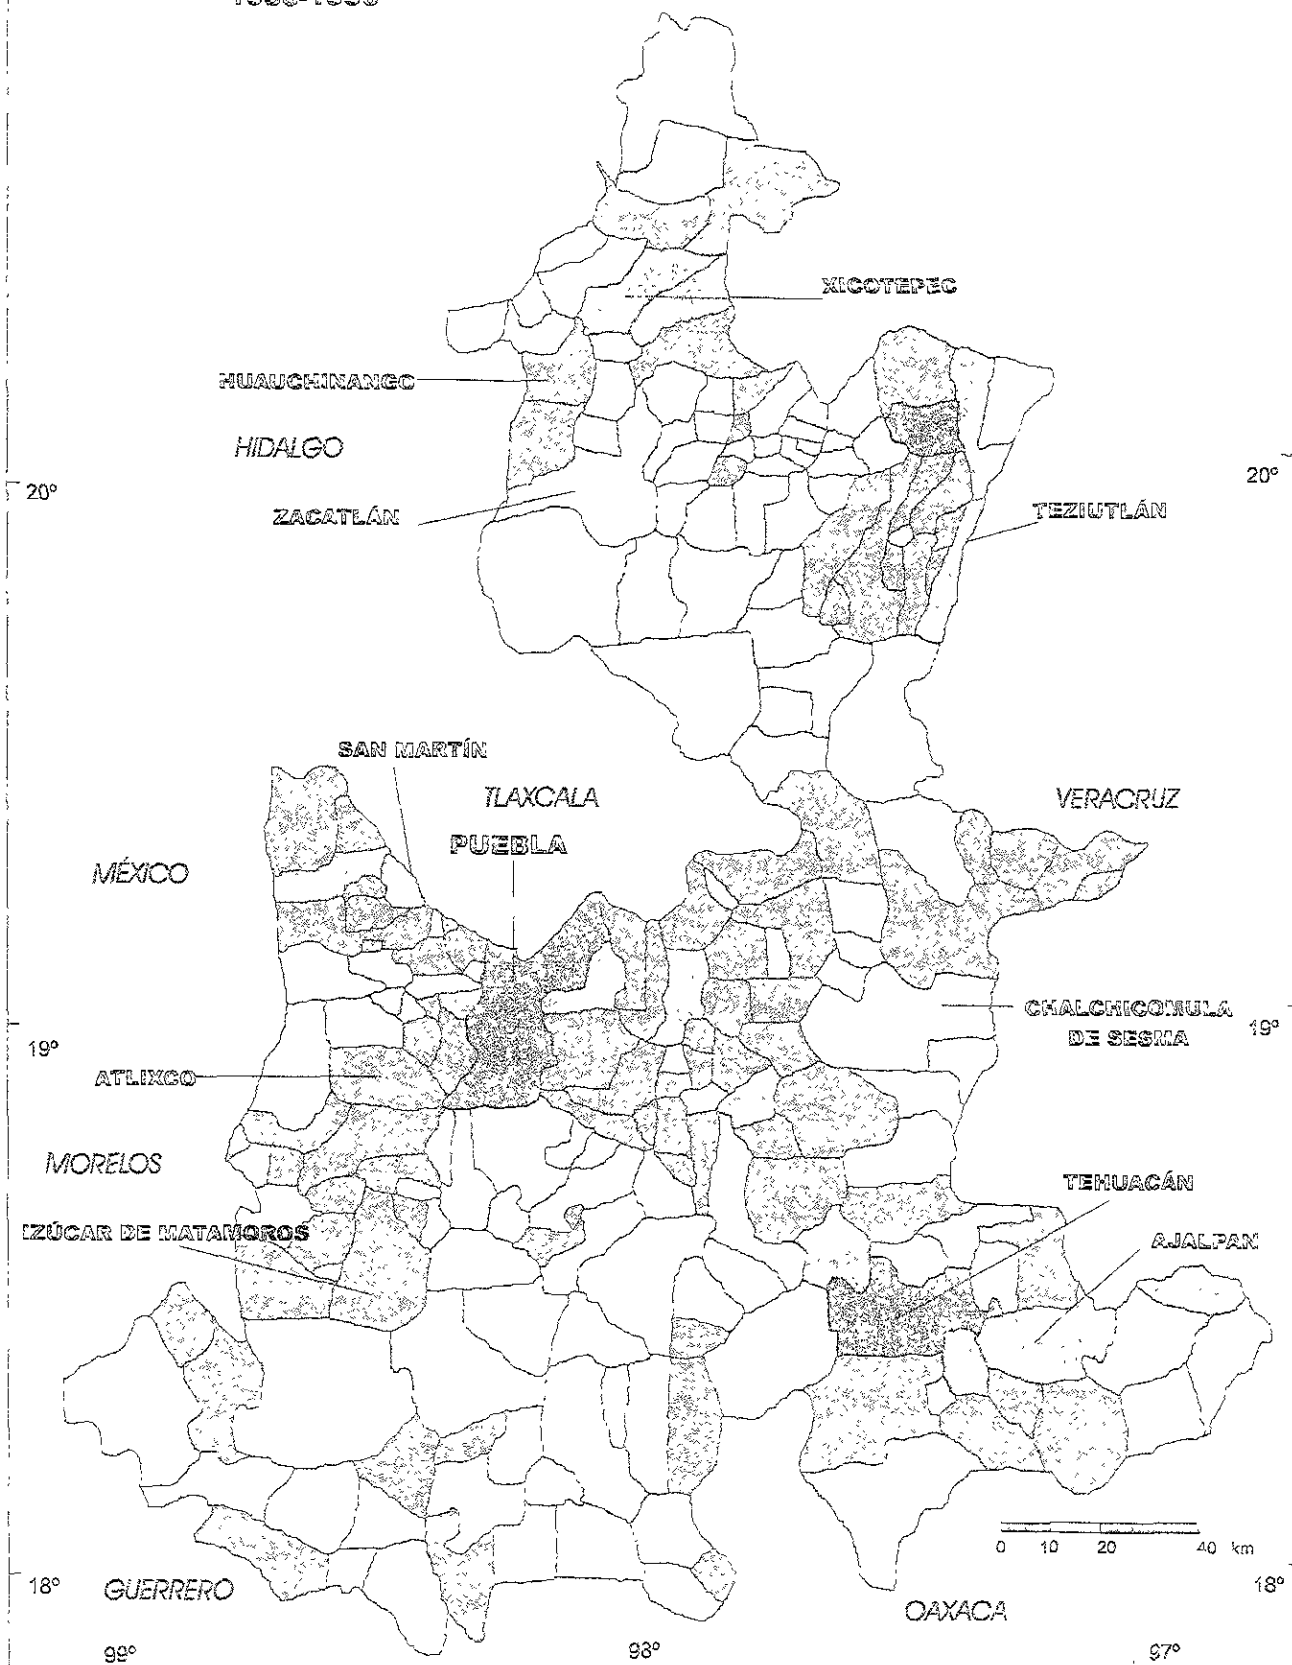 XICOTEPEC
HUAUCHINANGO
HIDALGO
20° 20°
ZACATLÁN
TEZIUTLÁN
SAN MARTÍN
TLAXCALA
VERACRUZ
PUEBLA
MÉXICO
CHALCHICOMULA
DE SESMA
19° 19°
ATLIXCO
MORELOS
TEHUACÁN
IZÚCAR DE MATAMOROS
AJALPAN
0 10 20 40 km
18° 18°
GUERRERO
OAXACA
99° 98° 97°